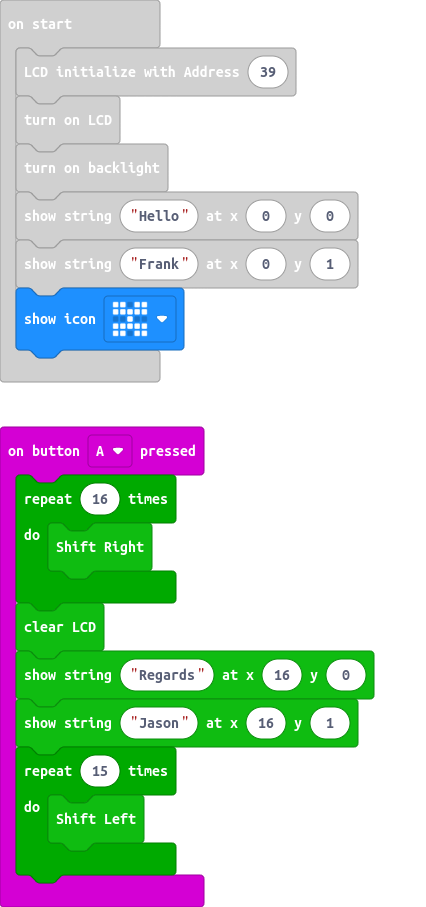 on start
LCD initialize with Address 39
turn on LCD
turn on backlight
show string "Hello" at x 0 y 0
show string "Frank" at x 0 y 1
show icon
on button A pressed
repeat 16 times
do
Shift Right
clear LCD
show string "Regards" at x 16 y 0
show string "Jason" at x 16 y 1
repeat 15 times
do
Shift Left